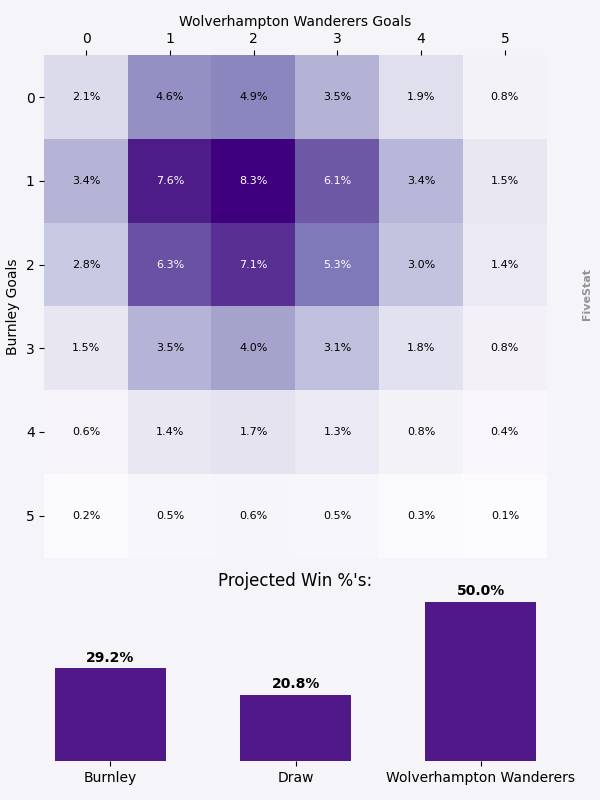 Wolverhampton Wanderers Goals
0 1 2 3 4 5
0 2.1% 4.6% 4.9% 3.5% 1.9% 0.8%
1 3.4% 7.6% 8.3% 6.1% 3.4% 1.5%
2 2.8% 6.3% 7.1% 5.3% 3.0% 1.4%
3 1.5% 3.5% 4.0% 3.1% 1.8% 0.8%
4 0.6% 1.4% 1.7% 1.3% 0.8% 0.4%
5 0.2% 0.5% 0.6% 0.5% 0.3% 0.1%
Burnley Goals
FiveStat
Projected Win %'s:
29.2% 20.8% 50.0%
Burnley Draw Wolverhampton Wanderers